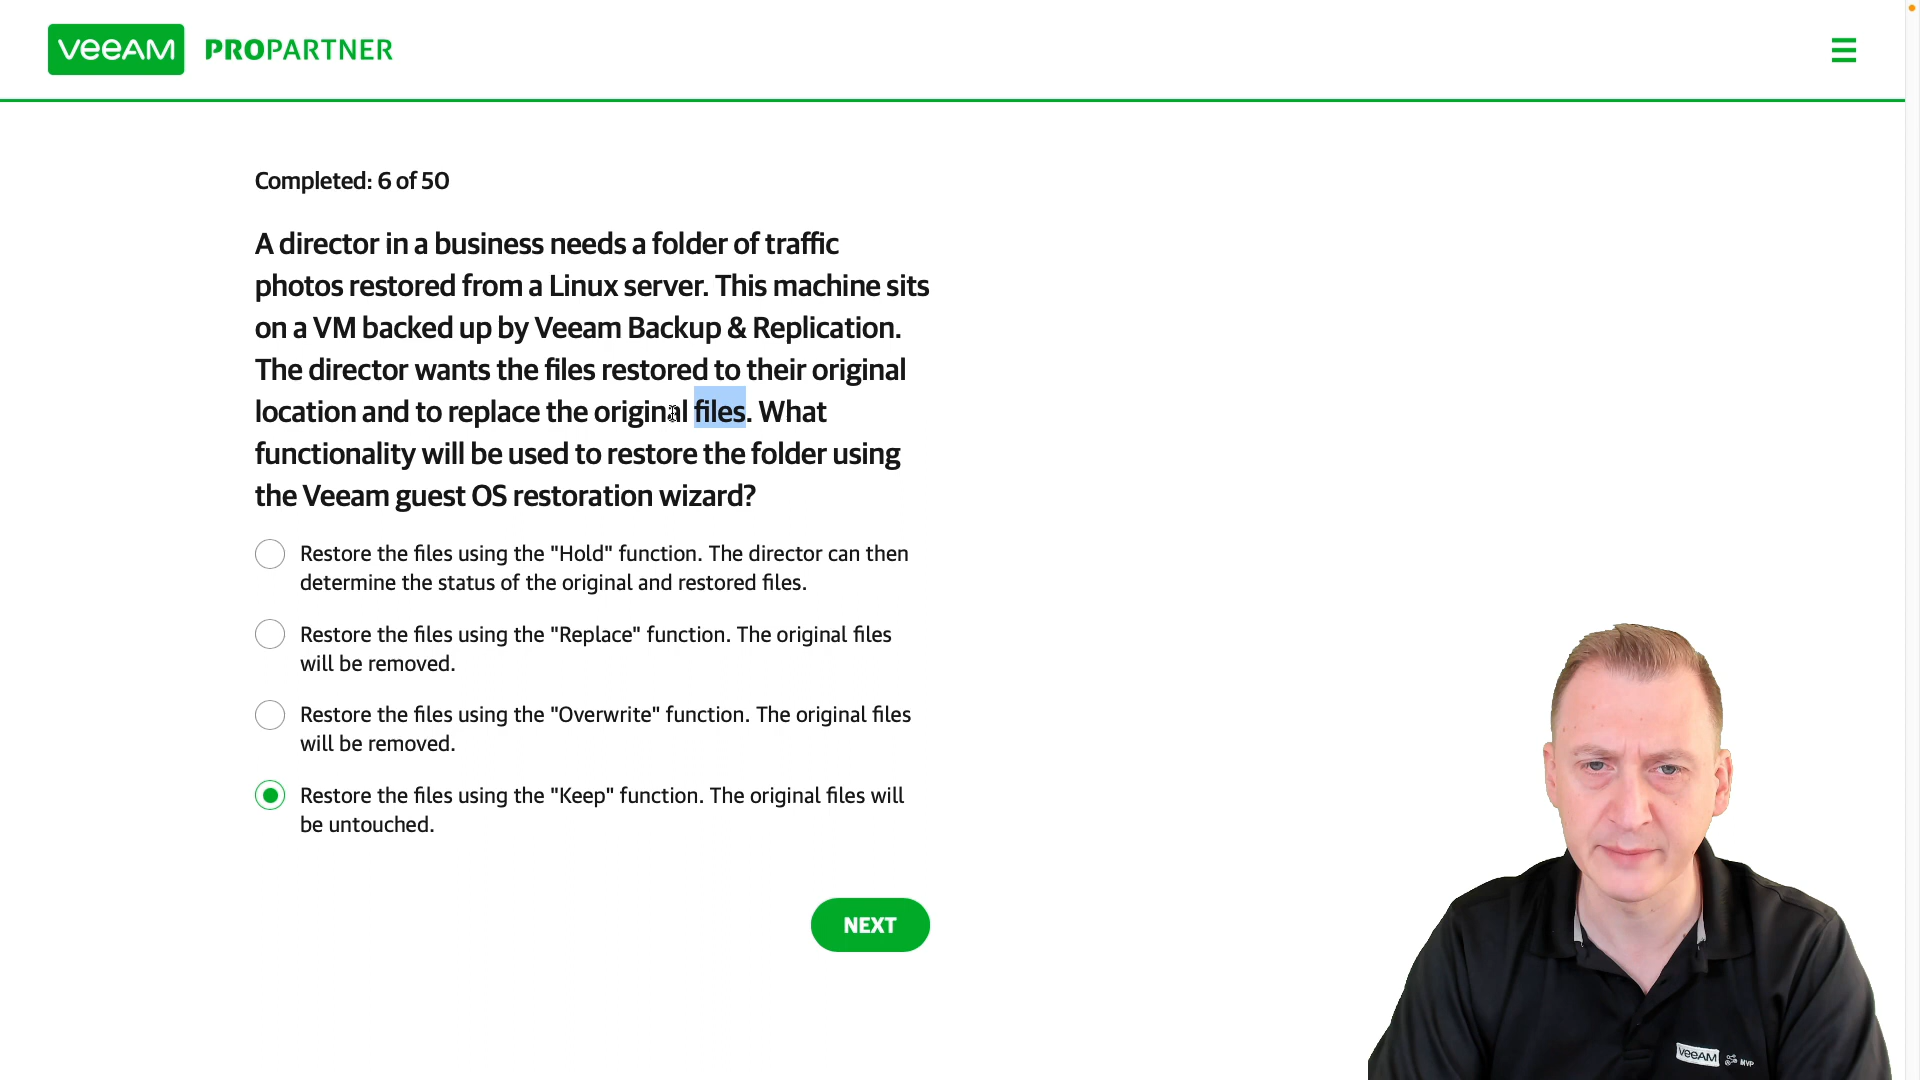 veeAM PROPARTNER
Completed: 6 of 50
A director in a business needs a folder of traffic
photos restored from a Linux server. This machine sits
on a VM backed up by Veeam Backup & Replication.
The director wants the files restored to their original
location and to replace the original files. What
functionality will be used to restore the folder using
the Veeam guest OS restoration wizard?
Restore the files using the "Hold" function. The director can then
determine the status of the original and restored files.
Restore the files using the "Replace" function. The original files
will be removed.
Restore the files using the "Overwrite" function. The original files
will be removed.
Restore the files using the "Keep" function. The original files will
be untouched.
NEXT
veeAM MVP